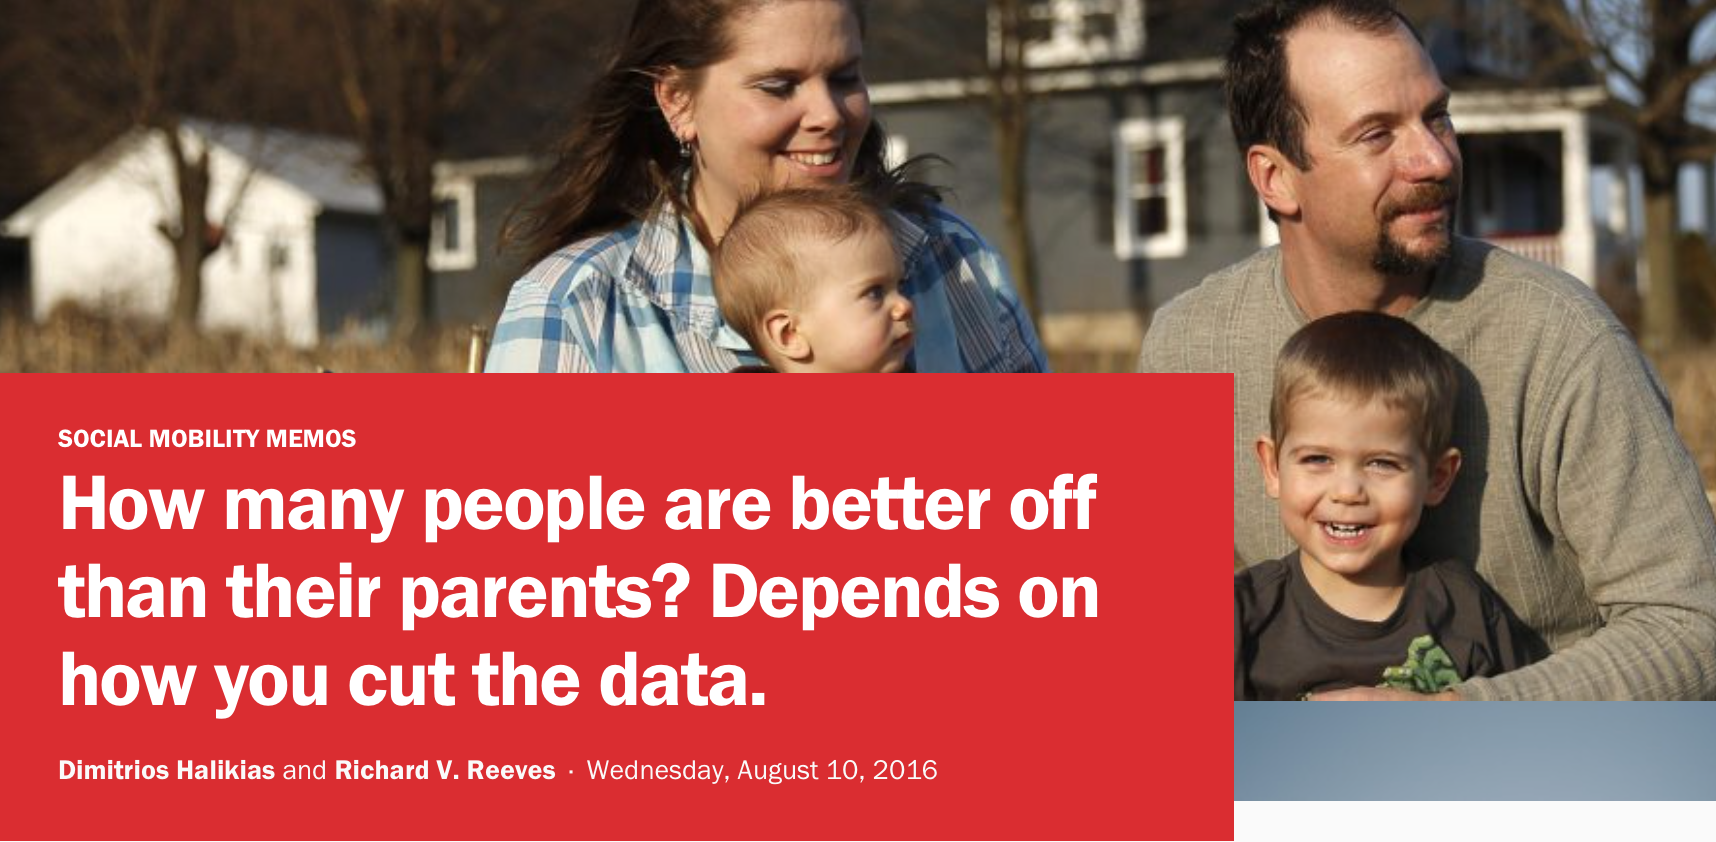 SOCIAL MOBILITY MEMOS
How many people are better off
than their parents? Depends on
how you cut the data.
Dimitrios Halikias and Richard V. Reeves · Wednesday, August 10, 2016